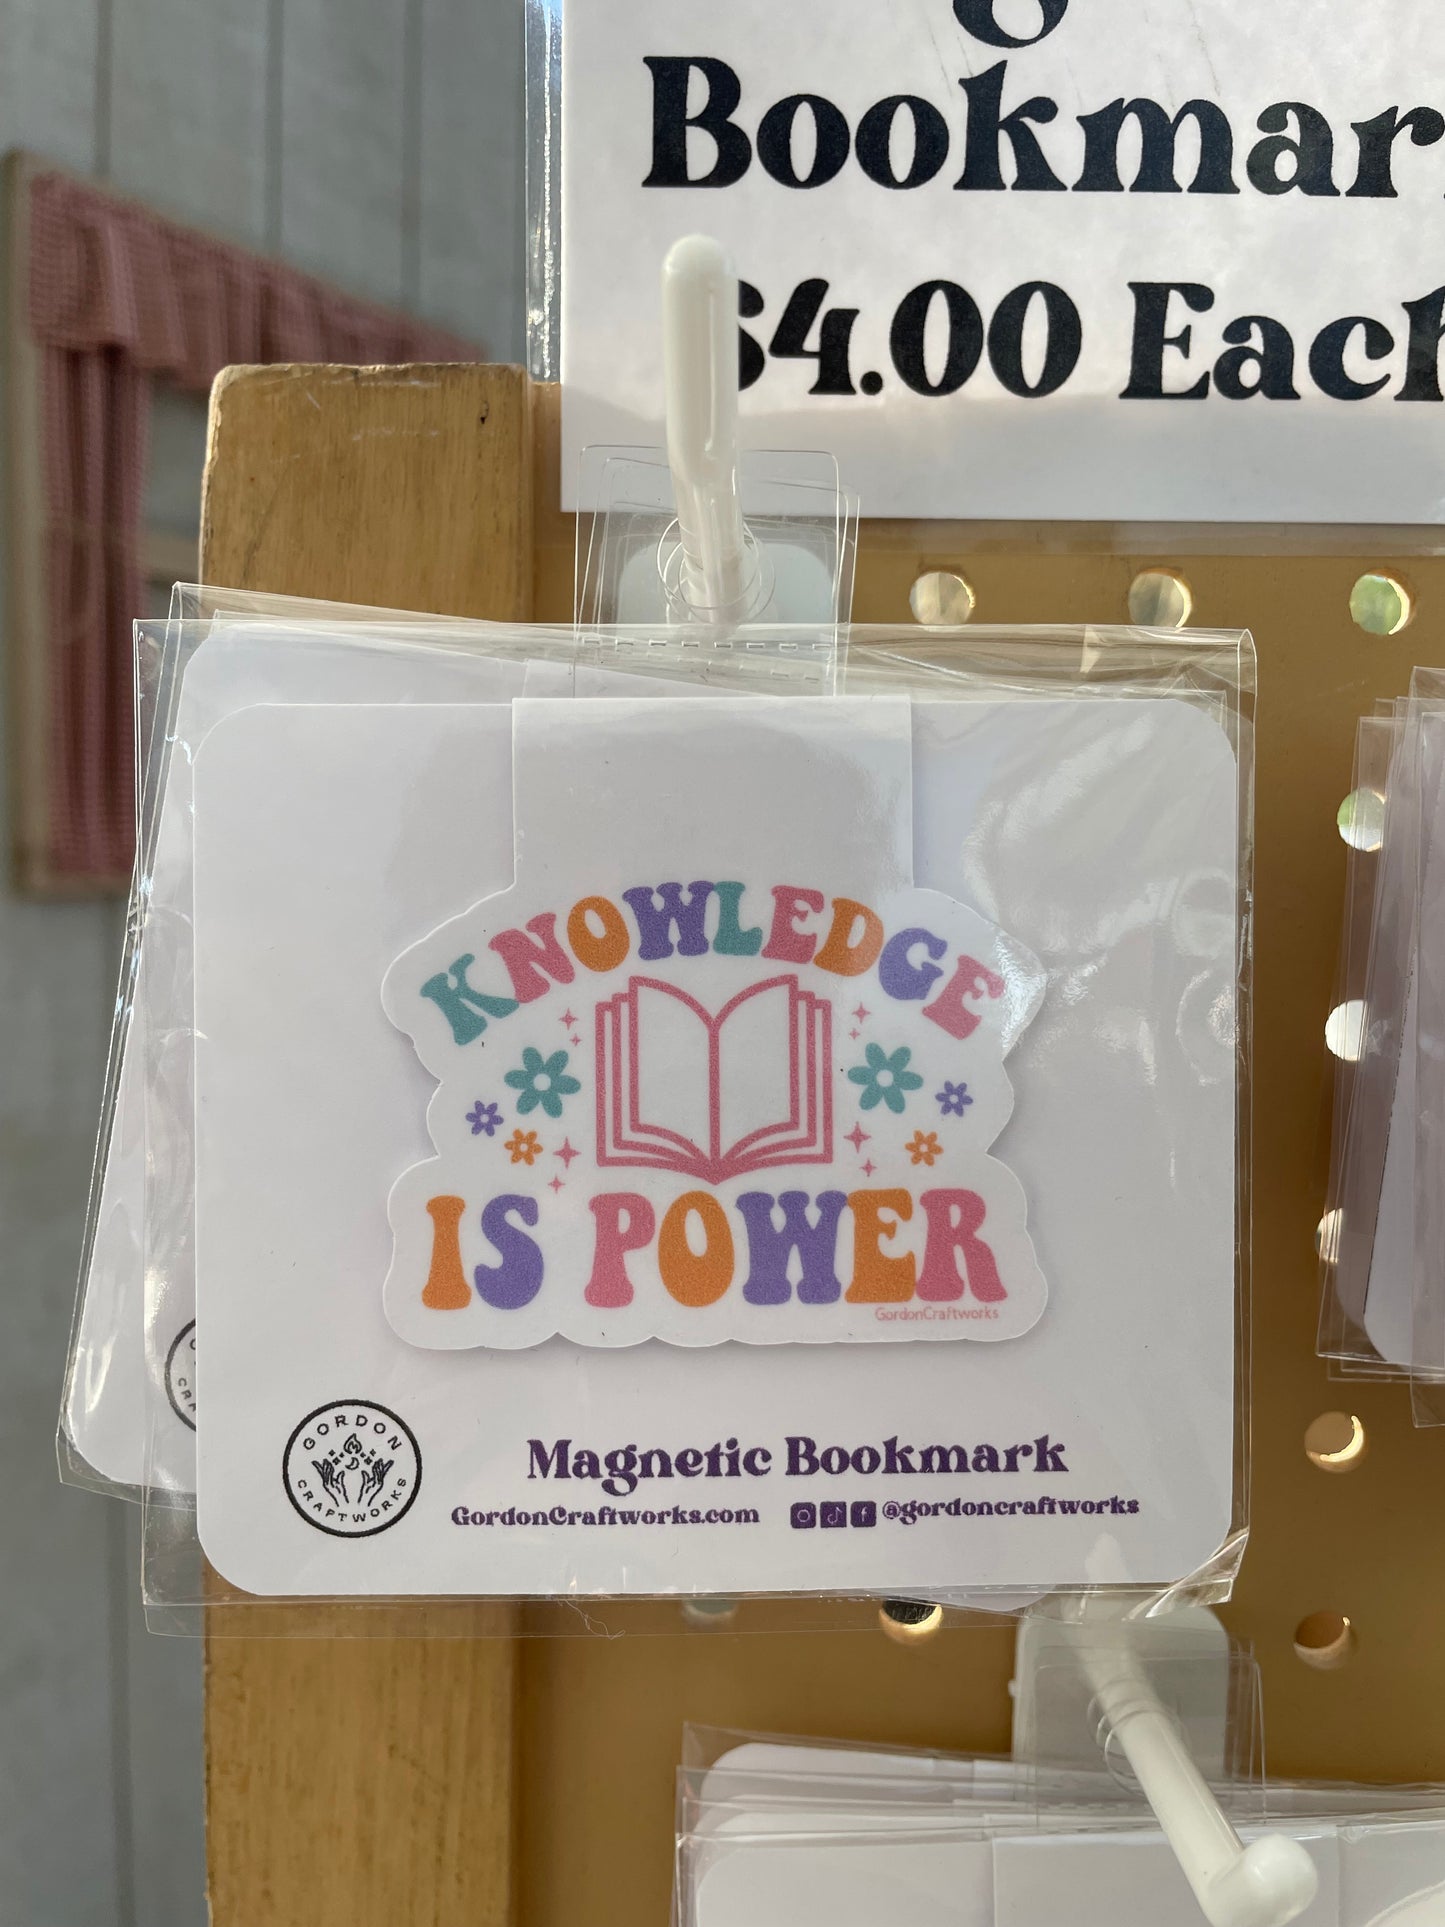 Bookmar
$4.00 Each
KNOWLEDGE
IS POWER
GordonCraftworks
GORDON
CRAFTWORKS
Magnetic Bookmark
GordonCraftworks.com @gordoncraftworks